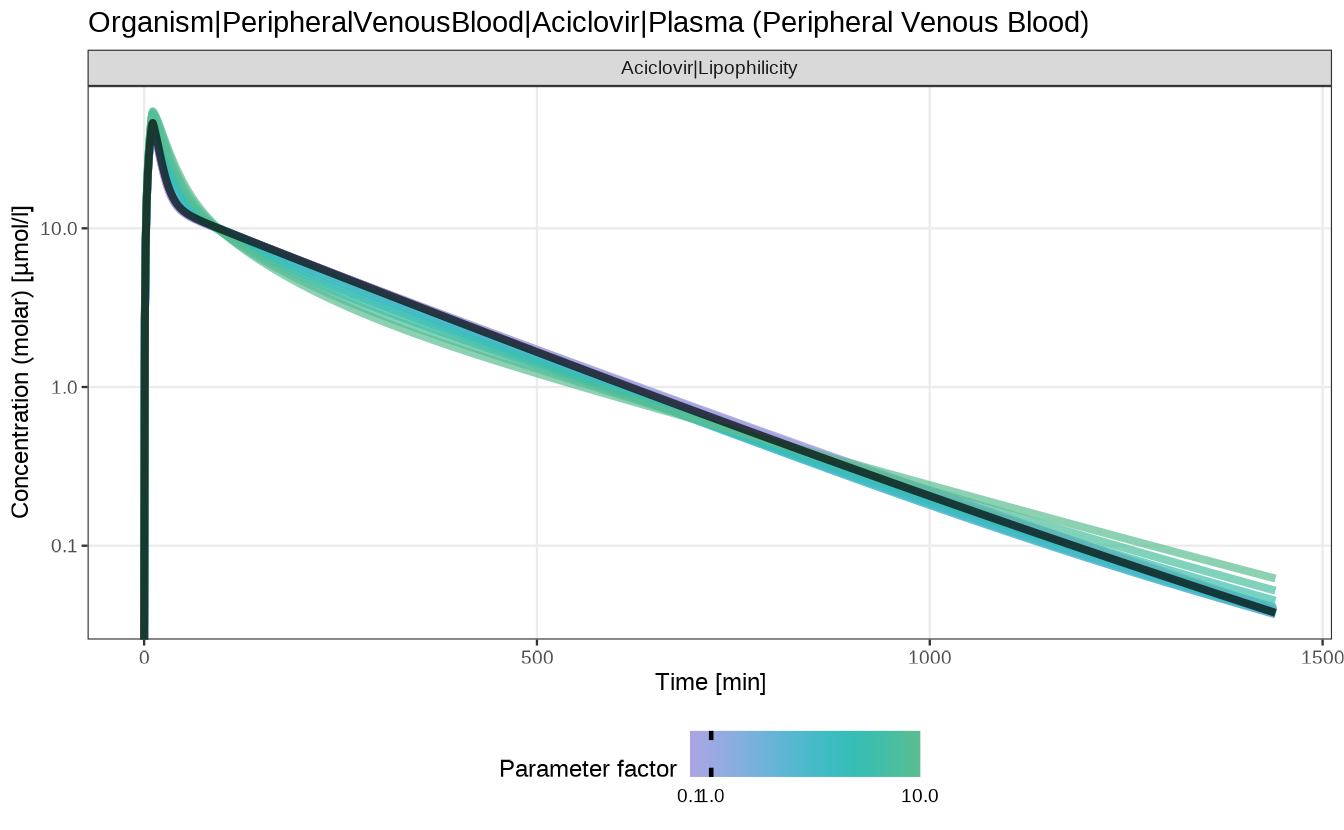 Organism|PeripheralVenousBlood|Aciclovir|Plasma (Peripheral Venous Blood)
Aciclovir|Lipophilicity
Concentration (molar) [µmol/l]
10.0
1.0
0.1
0 500 1000 1500
Time [min]
Parameter factor
0.1 1.0 10.0